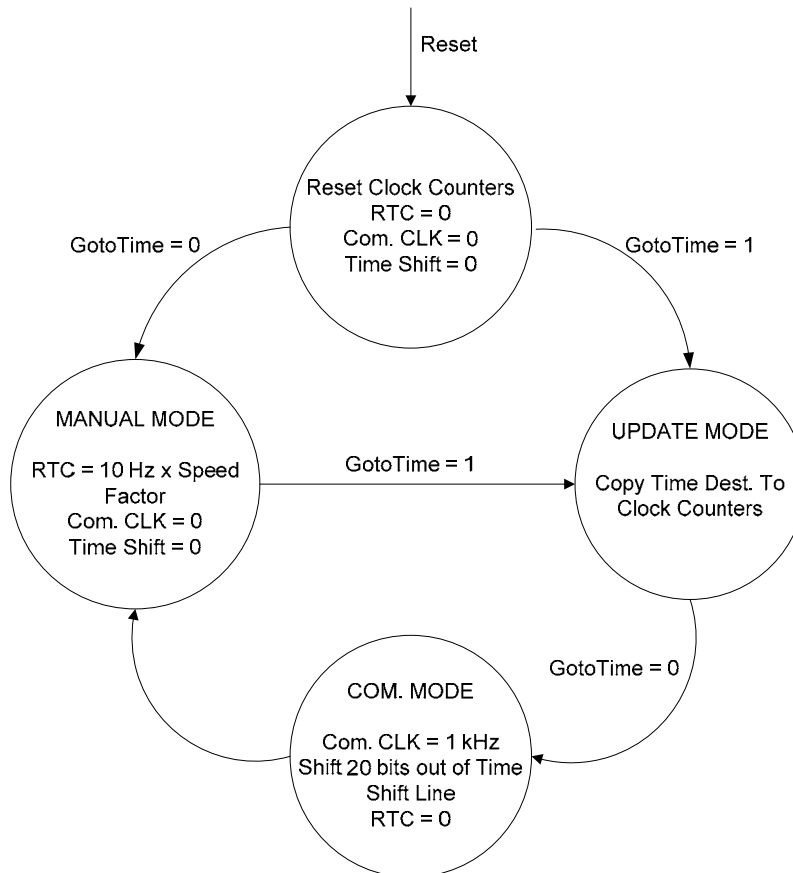 Reset
Reset Clock Counters
RTC = 0
Com. CLK = 0
Time Shift = 0
GotoTime = 0
GotoTime = 1
MANUAL MODE
RTC = 10 Hz x Speed
Factor
Com. CLK = 0
Time Shift = 0
GotoTime = 1
UPDATE MODE
Copy Time Dest. To
Clock Counters
GotoTime = 0
COM. MODE
Com. CLK = 1 kHz
Shift 20 bits out of Time
Shift Line
RTC = 0